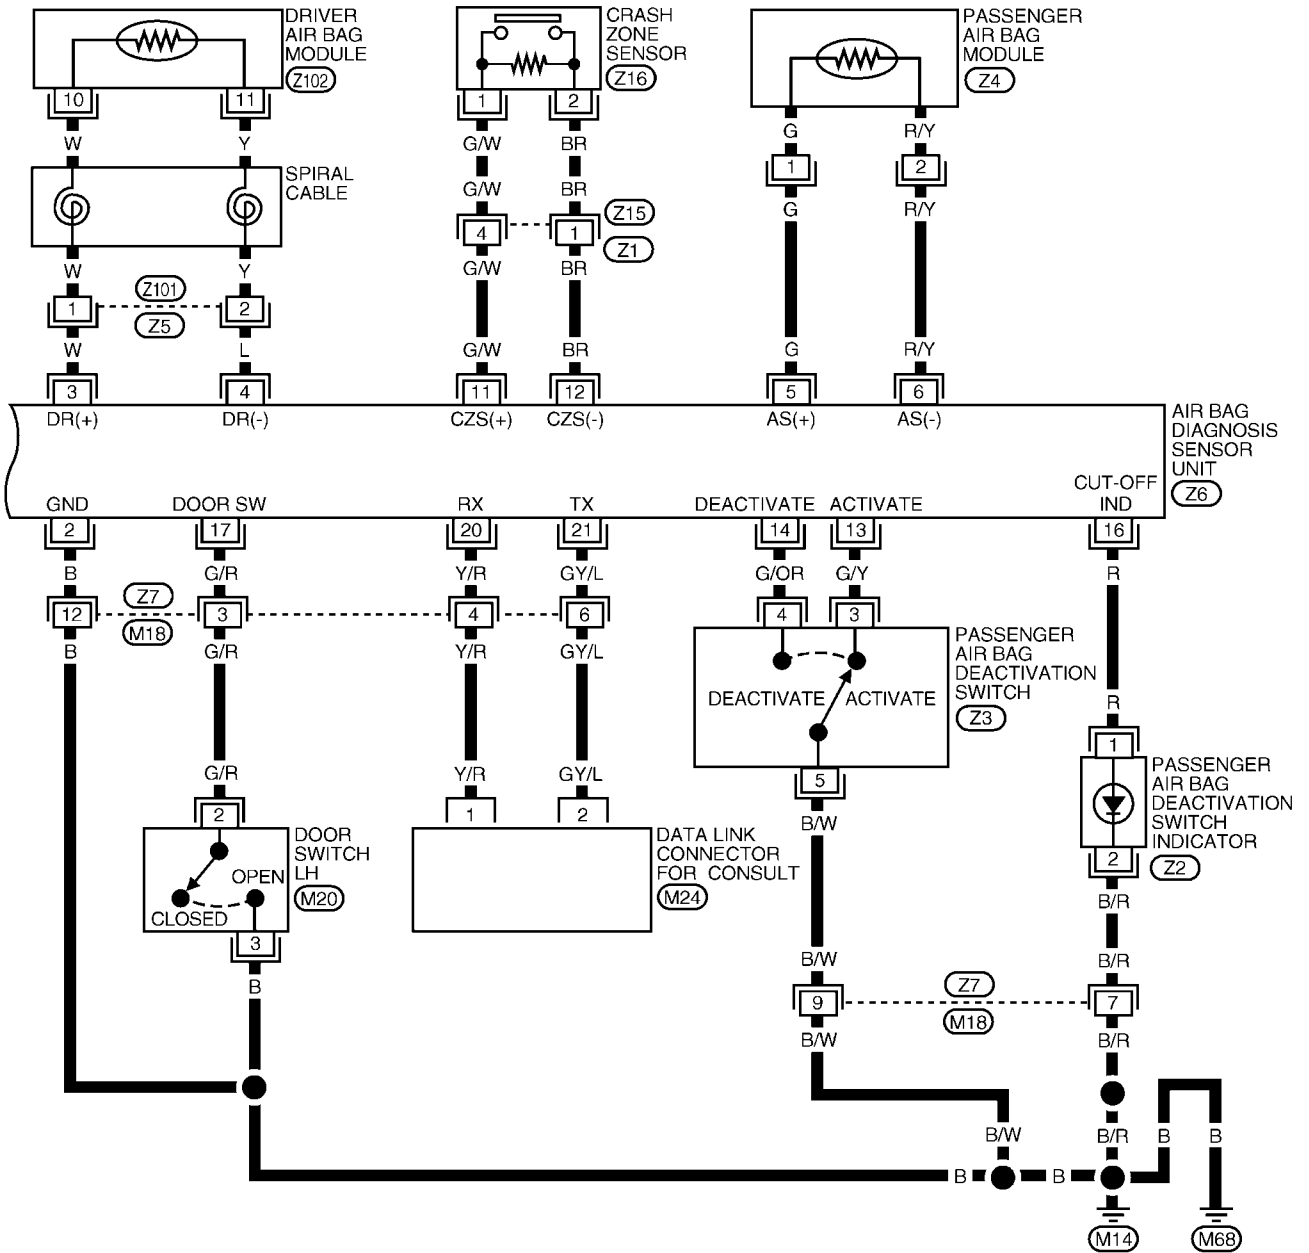 DRIVER
AIR BAG
MODULE
Z102
CRASH
ZONE
SENSOR
Z16
PASSENGER
AIR BAG
MODULE
Z4
10
11
1
2
W
Y
G/W
BR
G
R/Y
1
2
SPIRAL
CABLE
G/W
BR
G
R/Y
Z15
4
1
Z1
W
Y
G/W
BR
Z101
1
2
Z5
W
L
G/W
BR
G
R/Y
3
4
11
12
5
6
DR(+)
DR(-)
CZS(+)
CZS(-)
AS(+)
AS(-)
AIR BAG
DIAGNOSIS
SENSOR
UNIT
Z6
GND
DOOR SW
RX
TX
DEACTIVATE
ACTIVATE
CUT-OFF
IND
2
17
20
21
14
13
16
B
G/R
Y/R
GY/L
G/OR
G/Y
R
Z7
12
3
4
6
4
3
M18
B
G/R
Y/R
GY/L
PASSENGER
AIR BAG
DEACTIVATION
SWITCH
Z3
DEACTIVATE
ACTIVATE
R
G/R
Y/R
GY/L
5
1
PASSENGER
AIR BAG
DEACTIVATION
SWITCH
INDICATOR
Z2
2
1
2
B/W
DOOR
SWITCH
LH
M20
OPEN
CLOSED
DATA LINK
CONNECTOR
FOR CONSULT
M24
2
B/R
3
B
B/W
B/R
Z7
9
7
M18
B/W
B/R
B/W
B/R
B
B
B
B
M14
M68